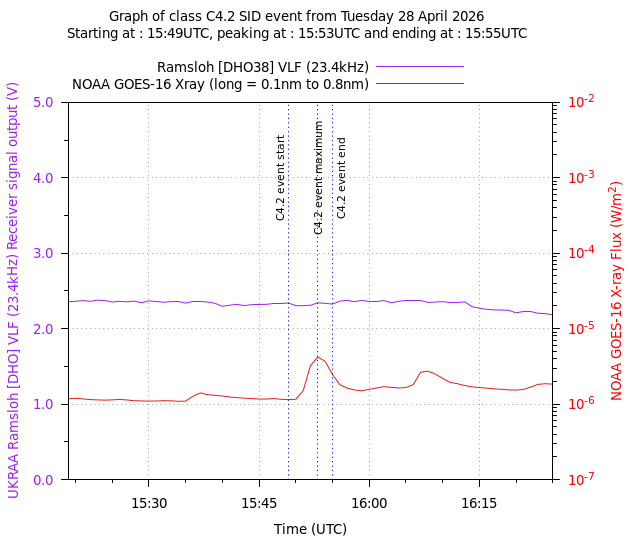 Graph of class C4.2 SID event from Tuesday 28 April 2026
Starting at : 15:49UTC, peaking at : 15:53UTC and ending at : 15:55UTC
Ramsloh [DHO38] VLF (23.4kHz)
NOAA GOES-16 Xray (long = 0.1nm to 0.8nm)
UKRAA Ramsloh [DHO] VLF (23.4kHz) Receiver signal output (V)
5.0
4.0
3.0
2.0
1.0
0.0
C4.2 event start
C4.2 event maximum
C4.2 event end
10⁻²
10⁻³
10⁻⁴
10⁻⁵
10⁻⁶
10⁻⁷
NOAA GOES-16 X-ray Flux (W/m²)
15:30 15:45 16:00 16:15
Time (UTC)